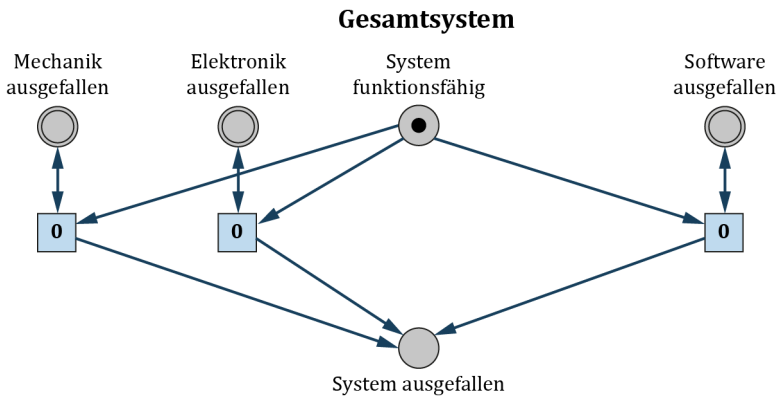 Gesamtsystem
Mechanik
ausgefallen
Elektronik
ausgefallen
System
funktionsfähig
Software
ausgefallen
0
0
0
System ausgefallen